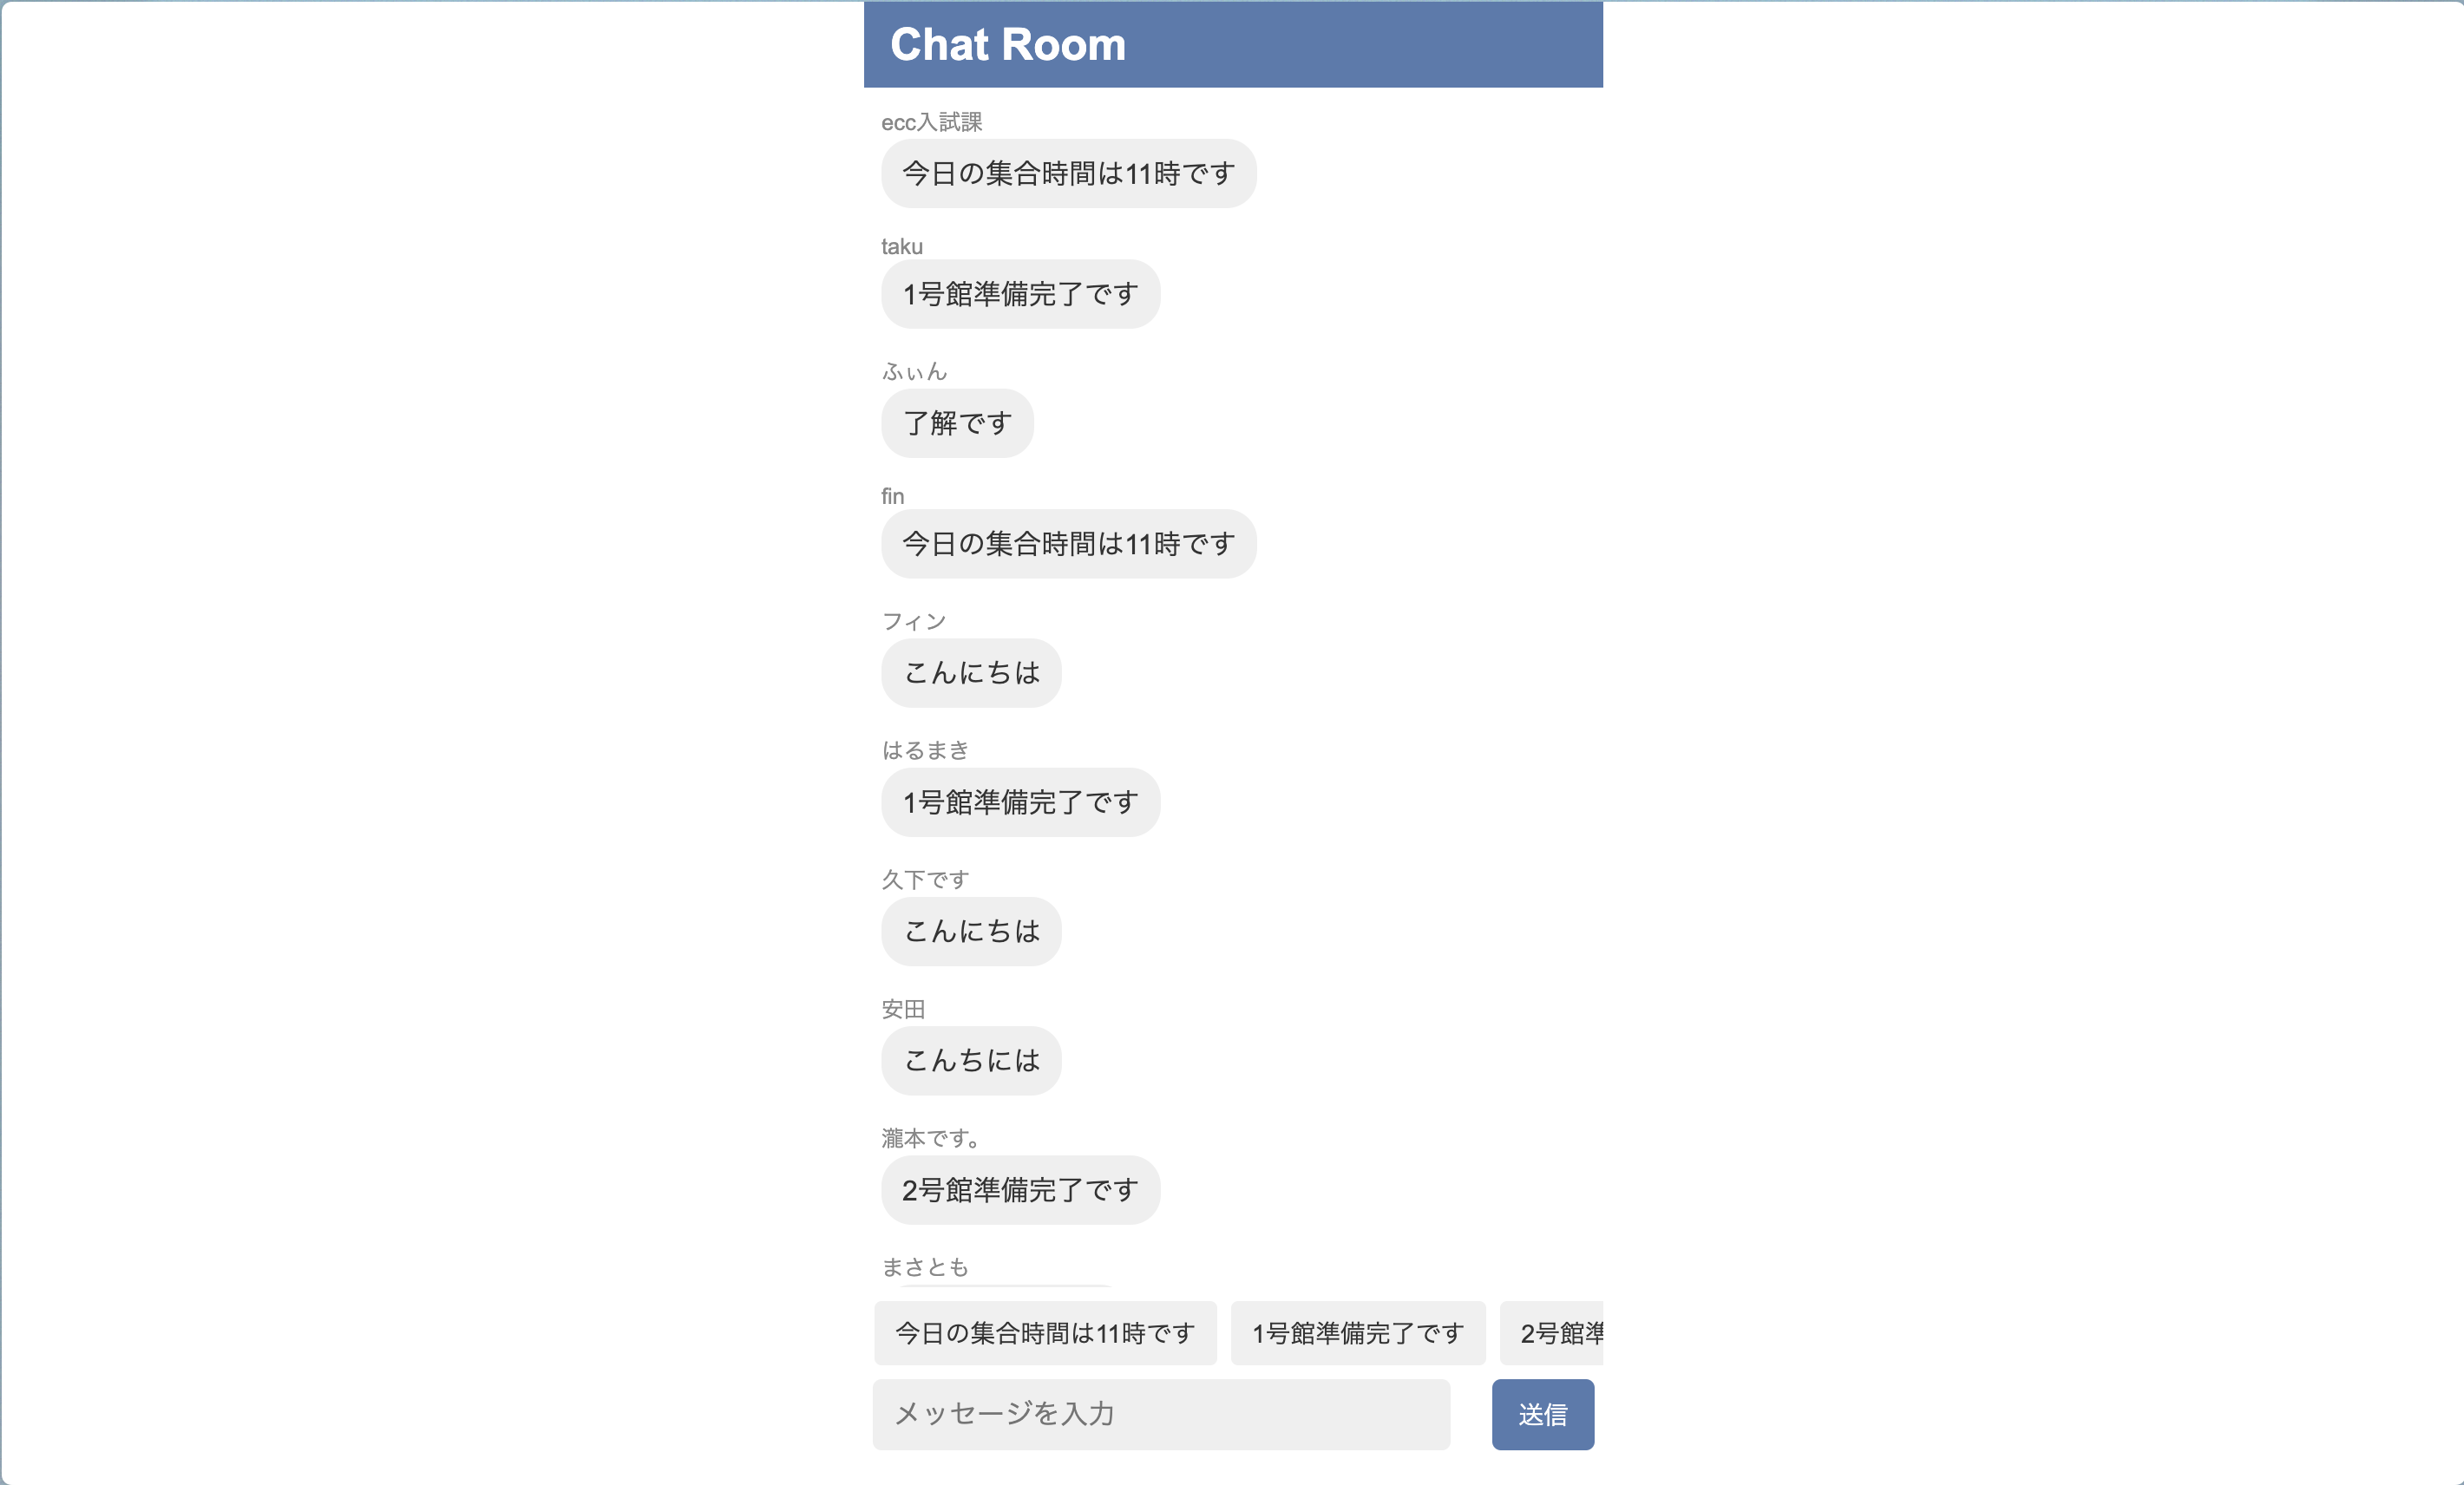 Chat Room
ecc入試課
今日の集合時間は11時です
taku
1号館準備完了です
ふぃん
了解です
fin
今日の集合時間は11時です
フィン
こんにちは
はるまき
1号館準備完了です
久下です
こんにちは
安田
こんちには
瀧本です。
2号館準備完了です
まさとも
今日の集合時間は11時です
1号館準備完了です
2号館準
メッセージを入力
送信